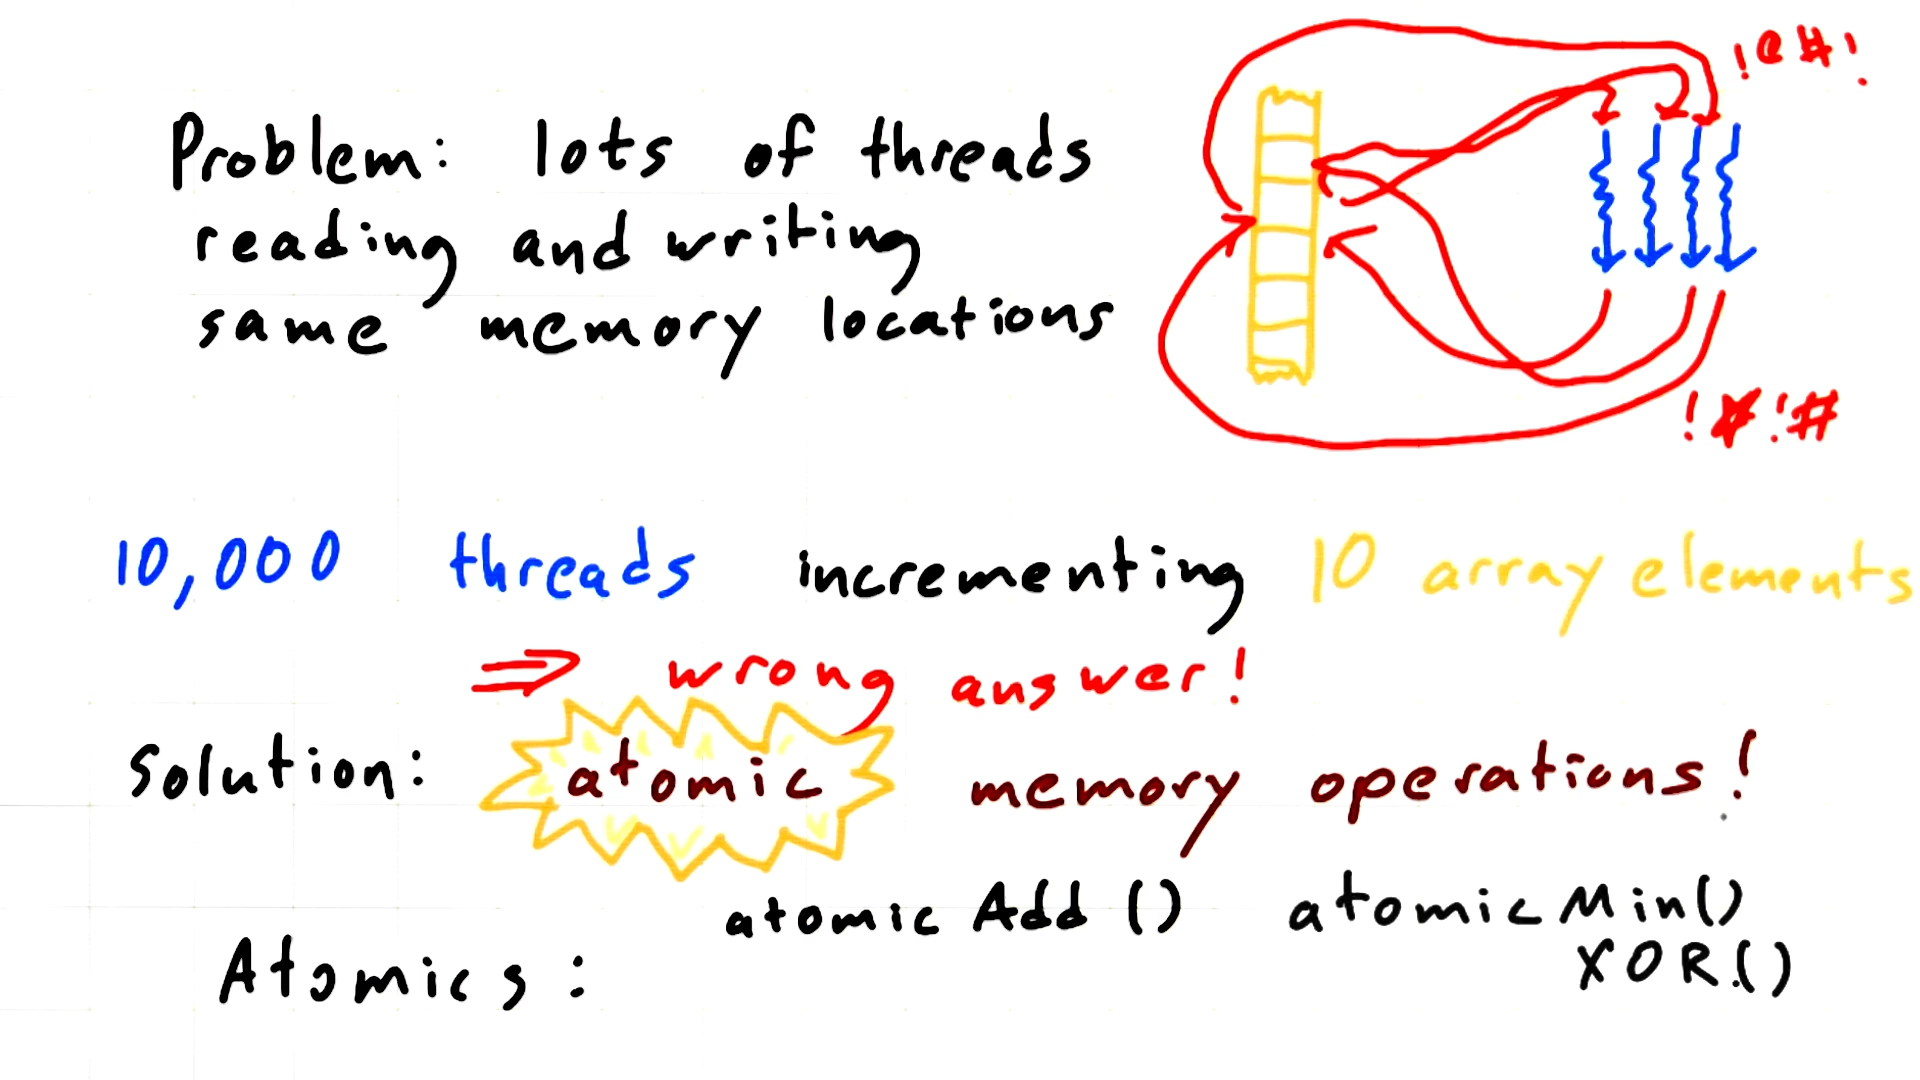 !@#!
Problem: lots of threads
reading and writing
same memory locations
!*!#
10,000 threads incrementing 10 array elements
⇒ wrong answer!
Solution: atomic memory operations!
atomicAdd() atomicMin()
XOR()
Atomics: